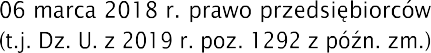 06 marca 2018 r. prawo przedsiębiorców
(t.j. Dz. U. z 2019 r. poz. 1292 z późn. zm.)